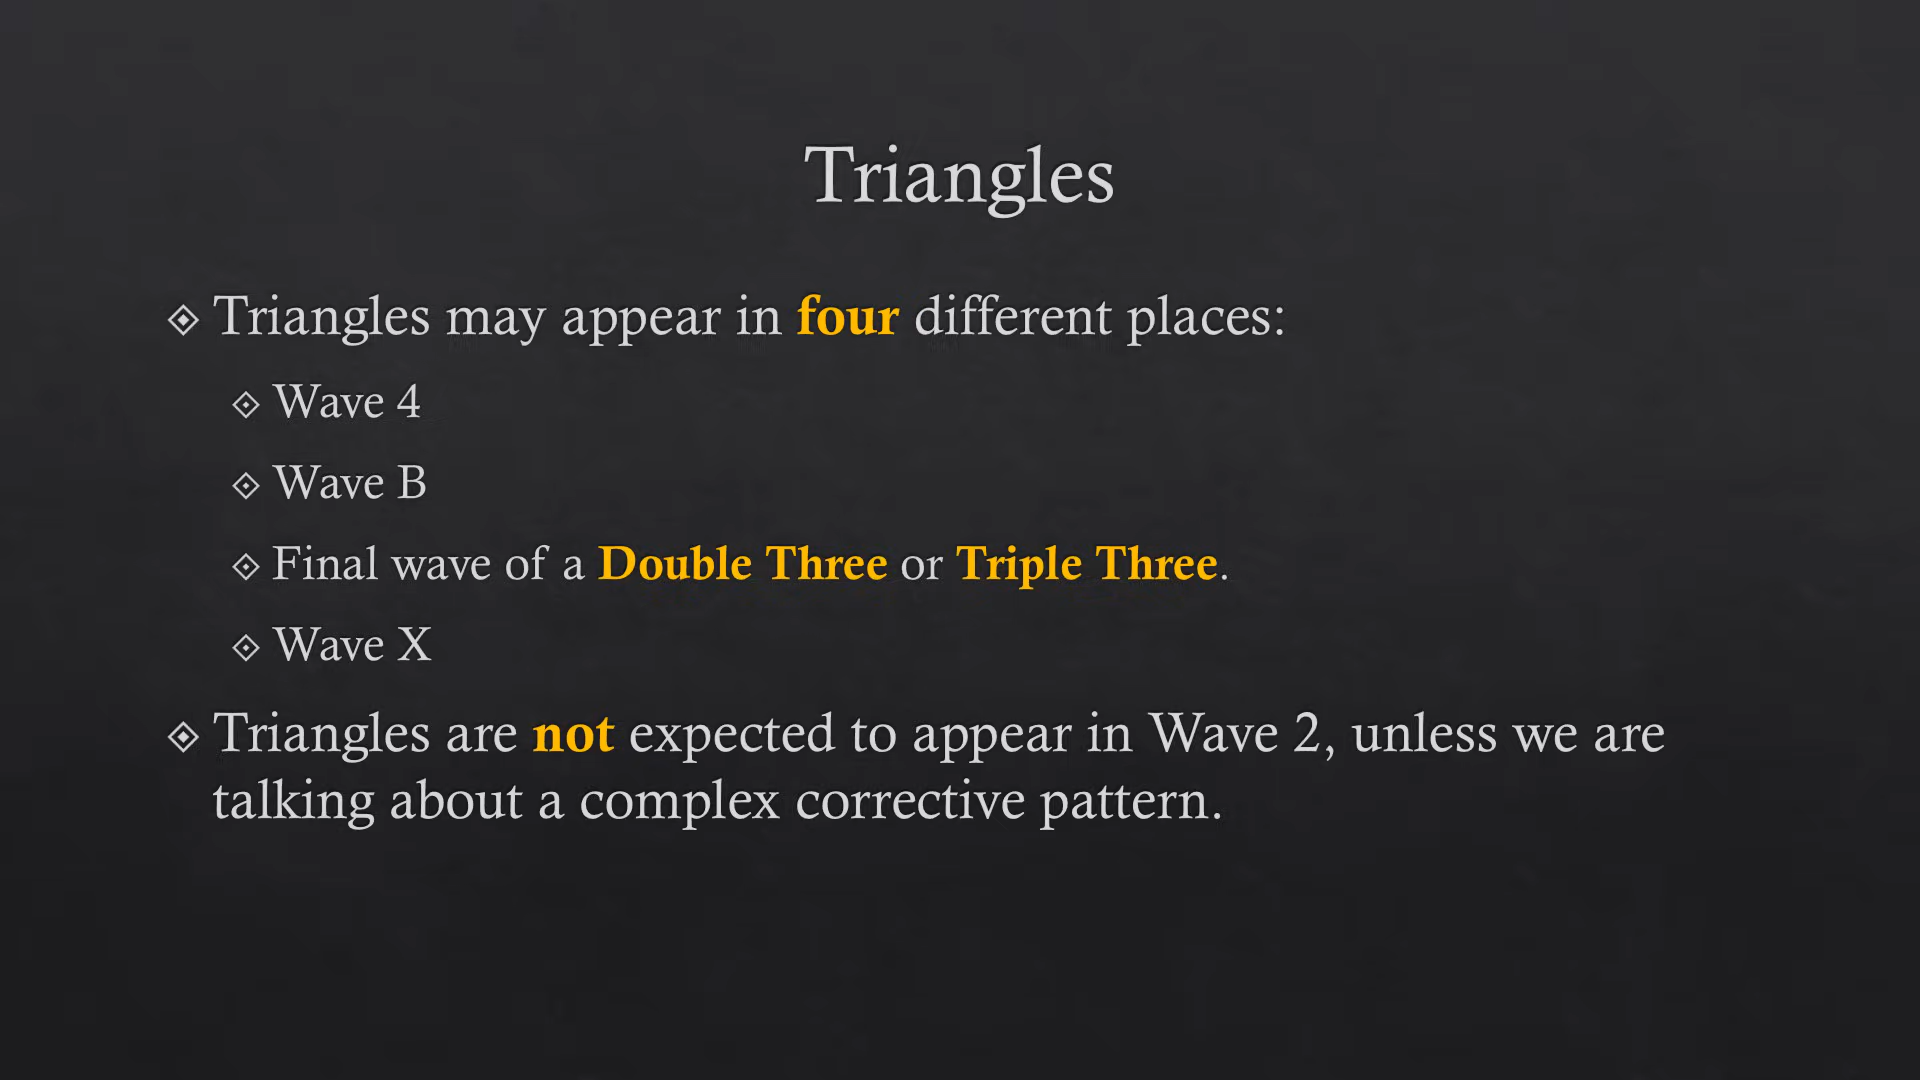 Triangles
Triangles may appear in four different places:
Wave 4
Wave B
Final wave of a Double Three or Triple Three.
Wave X
Triangles are not expected to appear in Wave 2, unless we are
talking about a complex corrective pattern.